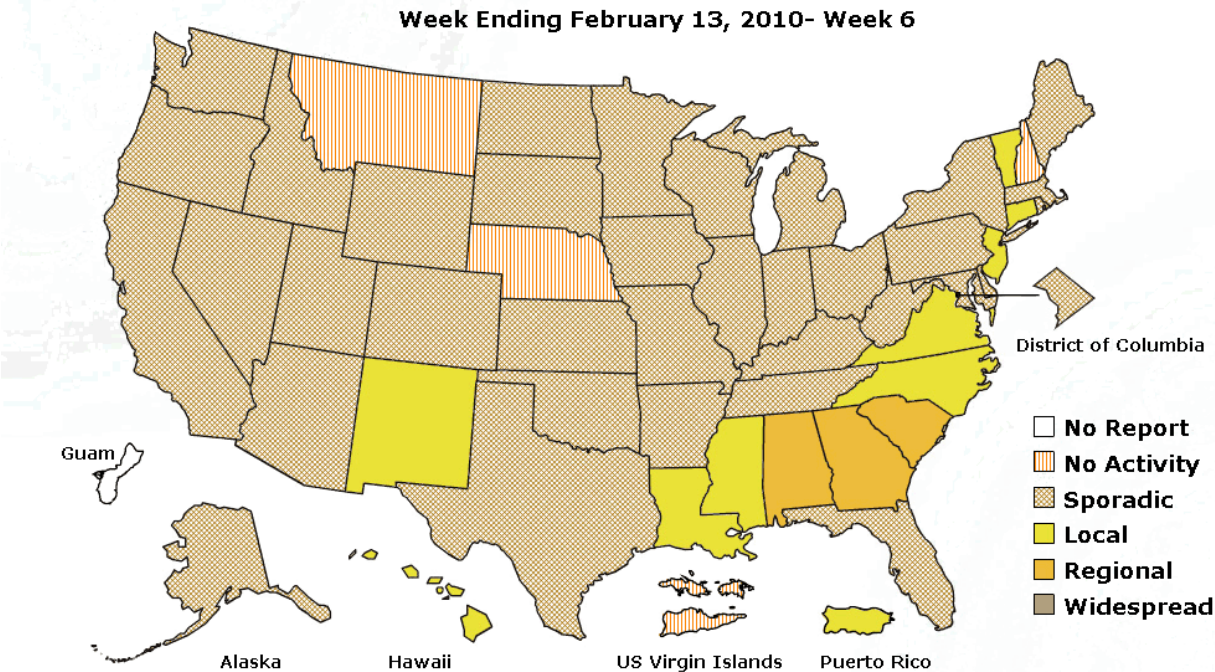 Week Ending February 13, 2010- Week 6
District of Columbia
Guam
No Report
No Activity
Sporadic
Local
Regional
Widespread
Alaska
Hawaii
US Virgin Islands
Puerto Rico